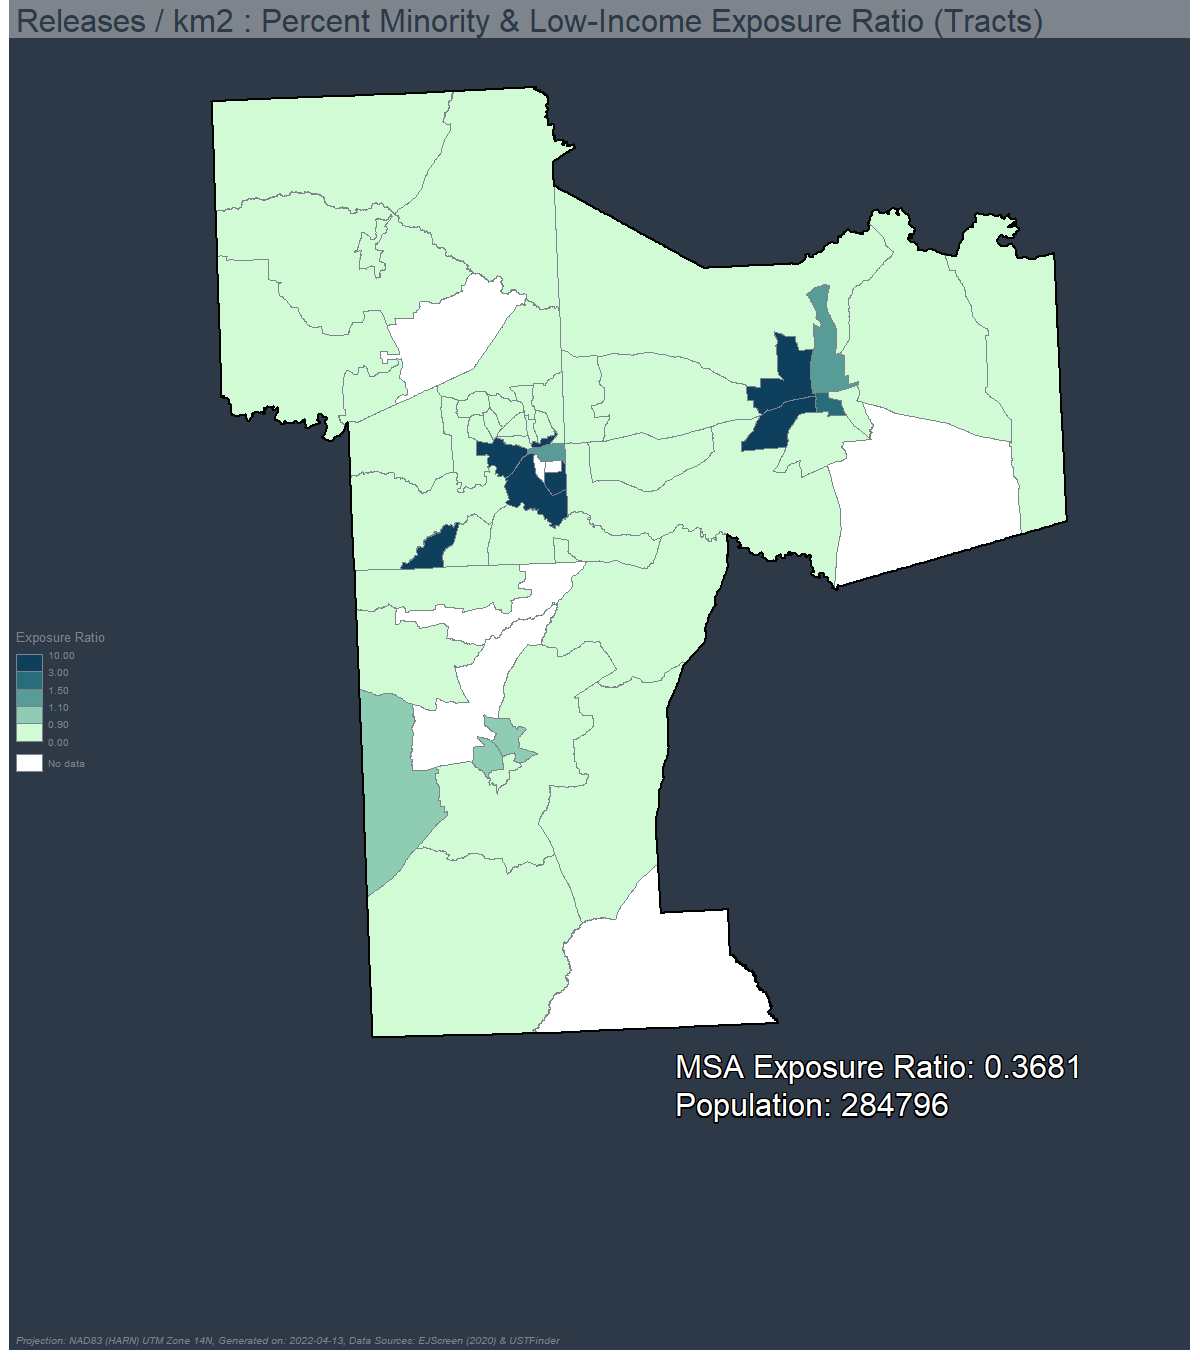 Releases / km2 : Percent Minority & Low-Income Exposure Ratio (Tracts)
Exposure Ratio
10.00
3.00
1.50
1.10
0.90
0.00
No data
MSA Exposure Ratio: 0.3681
Population: 284796
Projection: NAD83 (HARN) UTM Zone 14N, Generated on: 2022-04-13, Data Sources: EJScreen (2020) & USTFinder